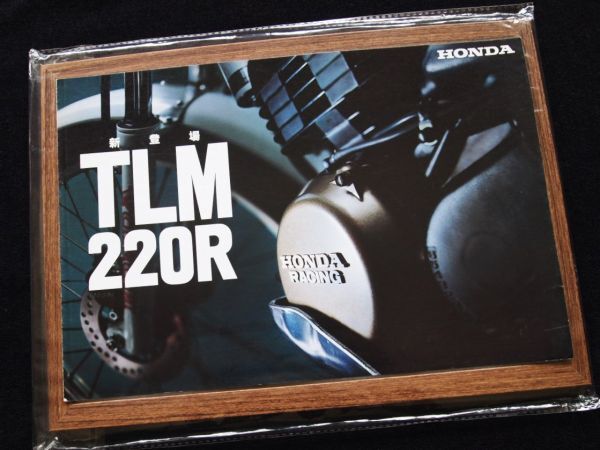 HONDA
新登場
TLM
220R
HONDA
RACING